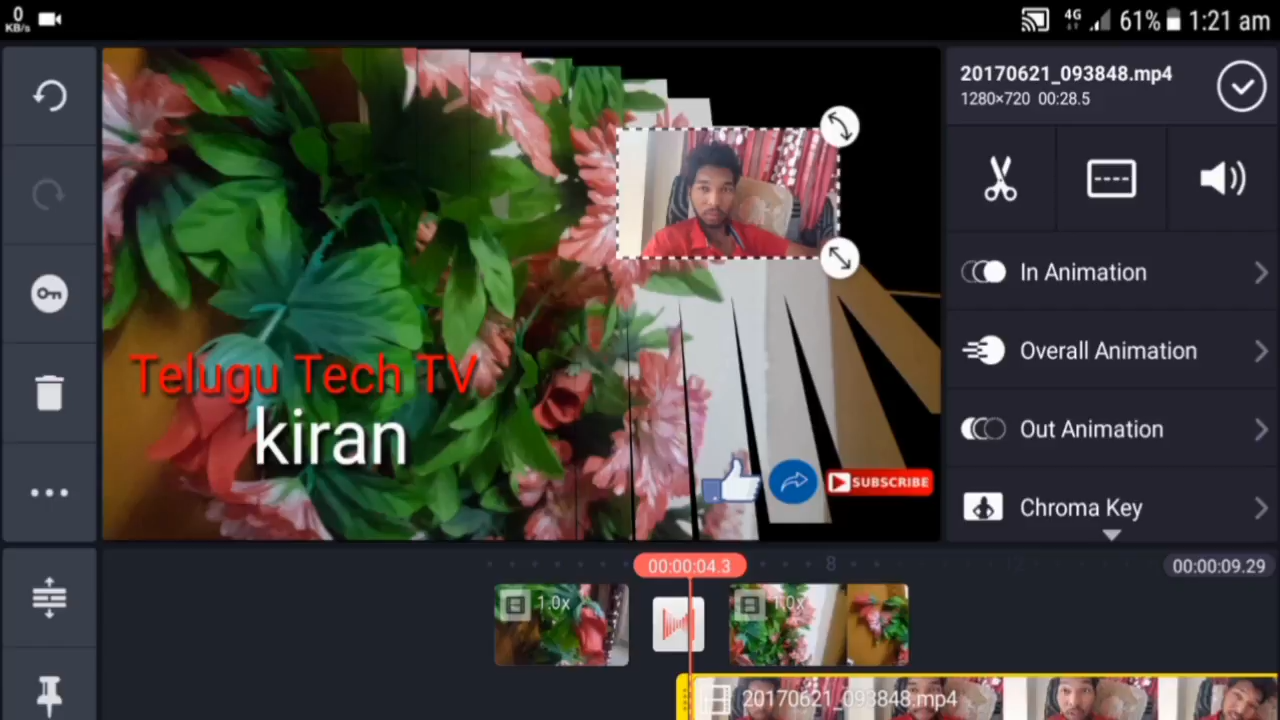 0
KB/s
4G
61%
1:21 am
20170621_093848.mp4
1280×720 00:28.5
In Animation
Overall Animation
Out Animation
Chroma Key
Telugu Tech TV
kiran
SUBSCRIBE
00:00:04.3
8
12
00:00:09.29
1.0x
1.0x
20170621_093848.mp4